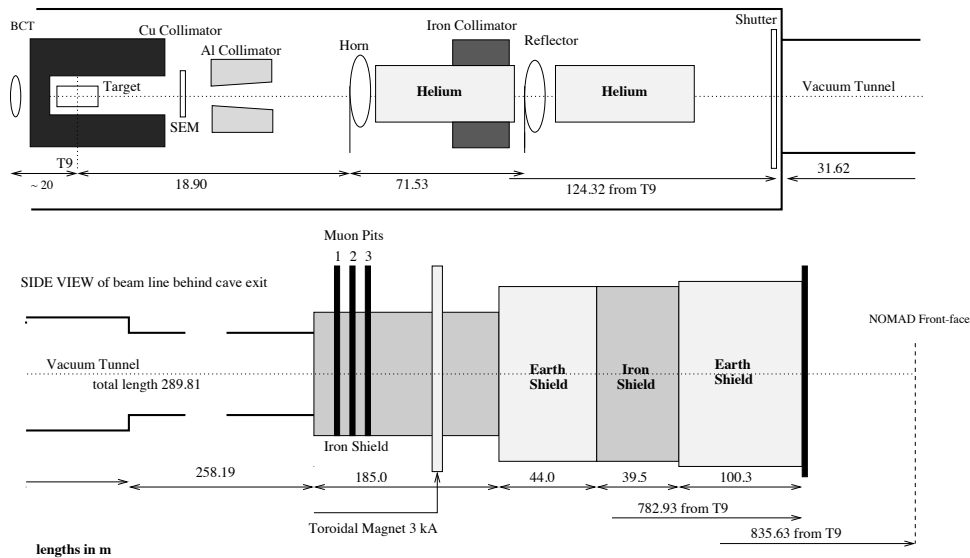 BCT
Cu Collimator
Al Collimator
Horn
Iron Collimator
Reflector
Shutter
Target
Helium
Helium
Vacuum Tunnel
SEM
T9
~ 20
18.90
71.53
124.32 from T9
31.62
Muon Pits
1 2 3
SIDE VIEW of beam line behind cave exit
NOMAD Front-face
Vacuum Tunnel
total length 289.81
Earth
Shield
Iron
Shield
Earth
Shield
Iron Shield
258.19
185.0
44.0
39.5
100.3
782.93 from T9
Toroidal Magnet 3 kA
835.63 from T9
lengths in m